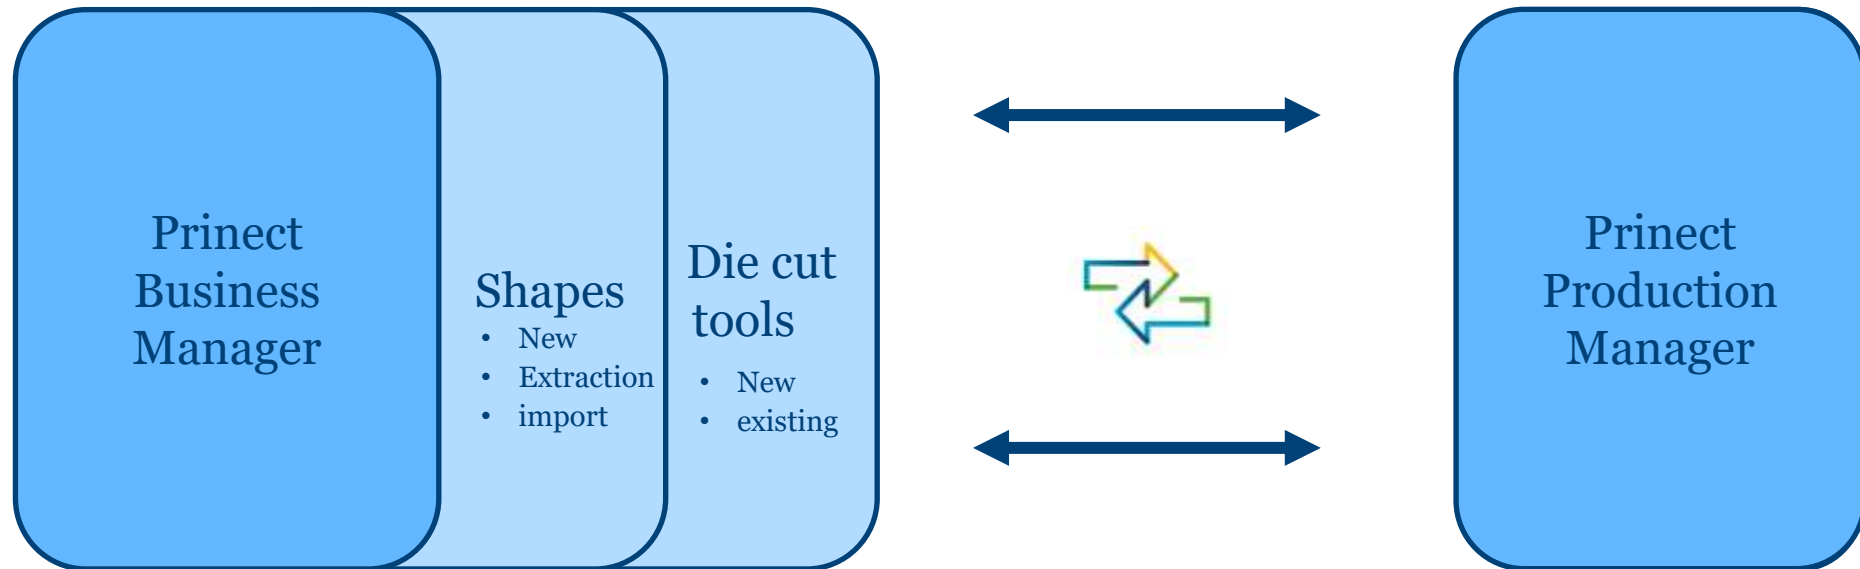 Prinect
Business
Manager
Shapes
• New
• Extraction
• import
Die cut
tools
• New
• existing
Prinect
Production
Manager